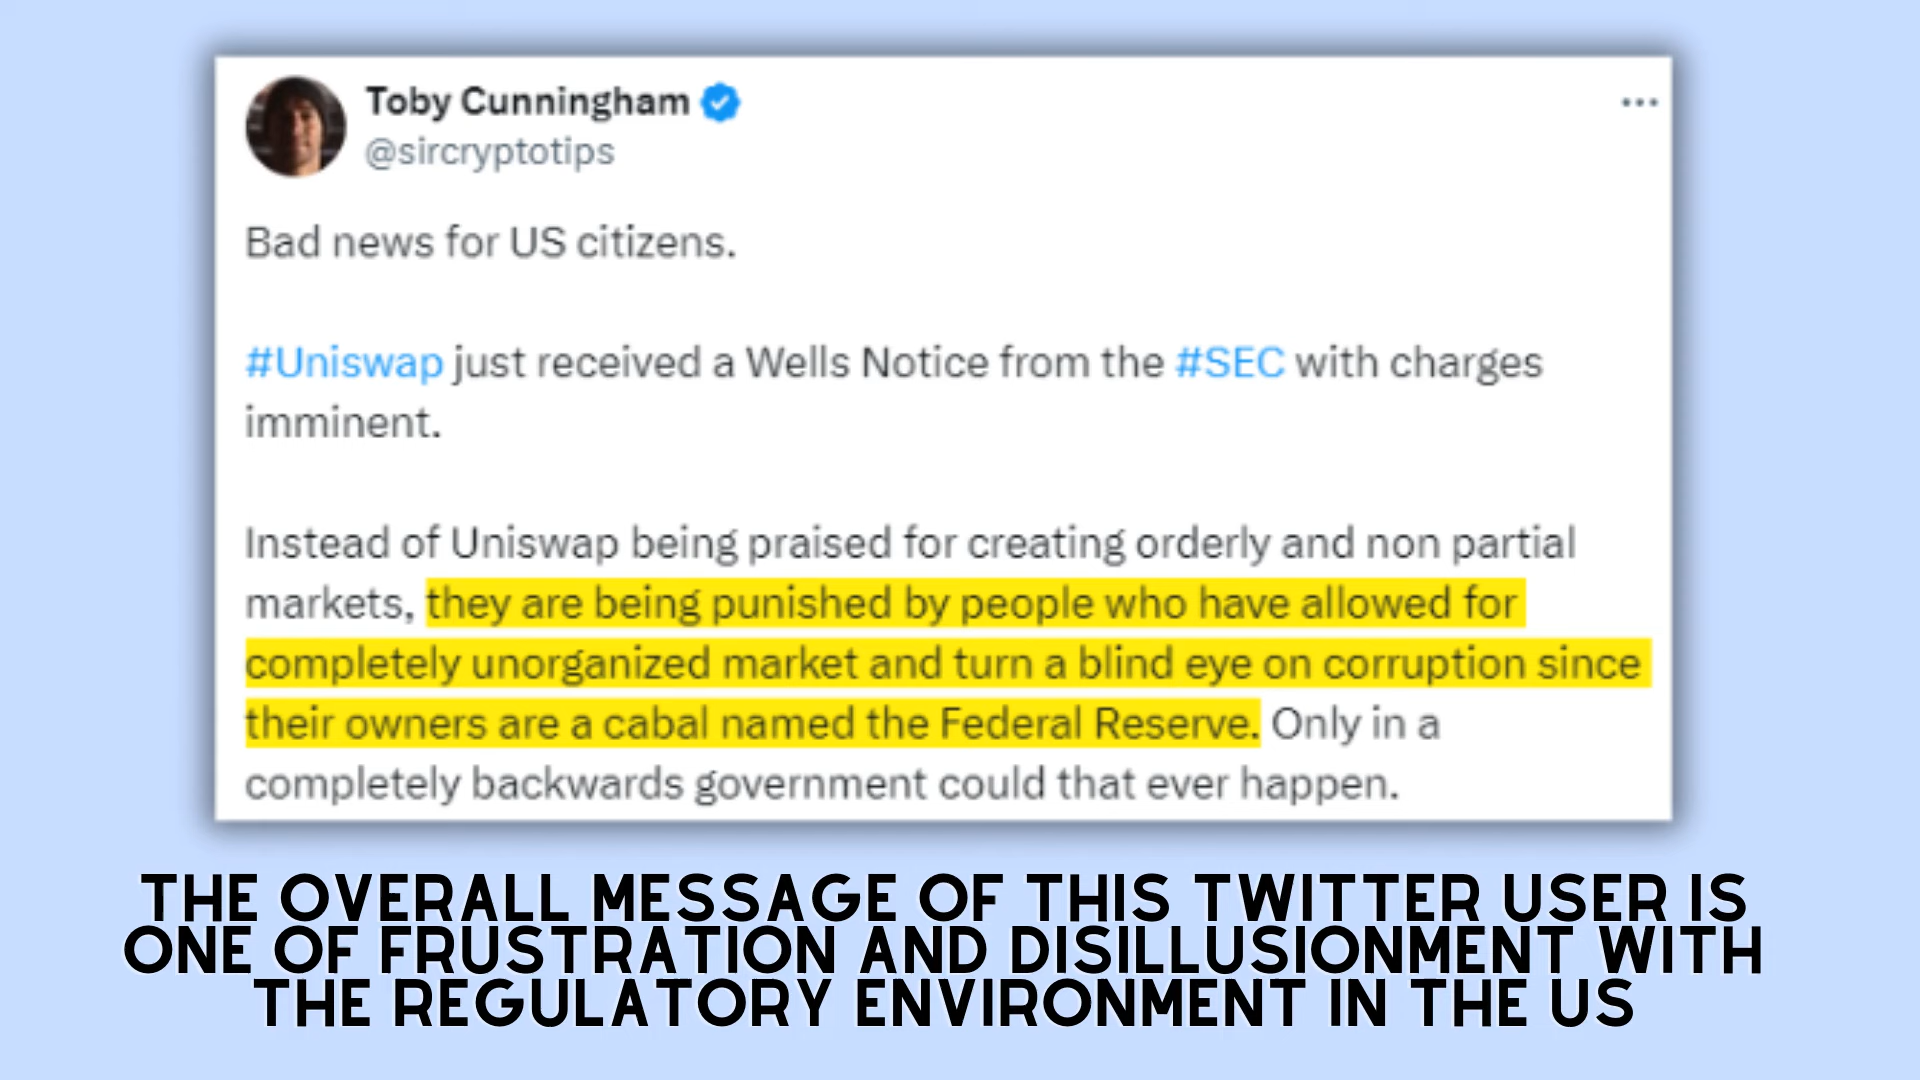 Toby Cunningham
@sircryptotips
Bad news for US citizens.
#Uniswap just received a Wells Notice from the #SEC with charges
imminent.
Instead of Uniswap being praised for creating orderly and non partial
markets, they are being punished by people who have allowed for
completely unorganized market and turn a blind eye on corruption since
their owners are a cabal named the Federal Reserve. Only in a
completely backwards government could that ever happen.
THE OVERALL MESSAGE OF THIS TWITTER USER IS
ONE OF FRUSTRATION AND DISILLUSIONMENT WITH
THE REGULATORY ENVIRONMENT IN THE US